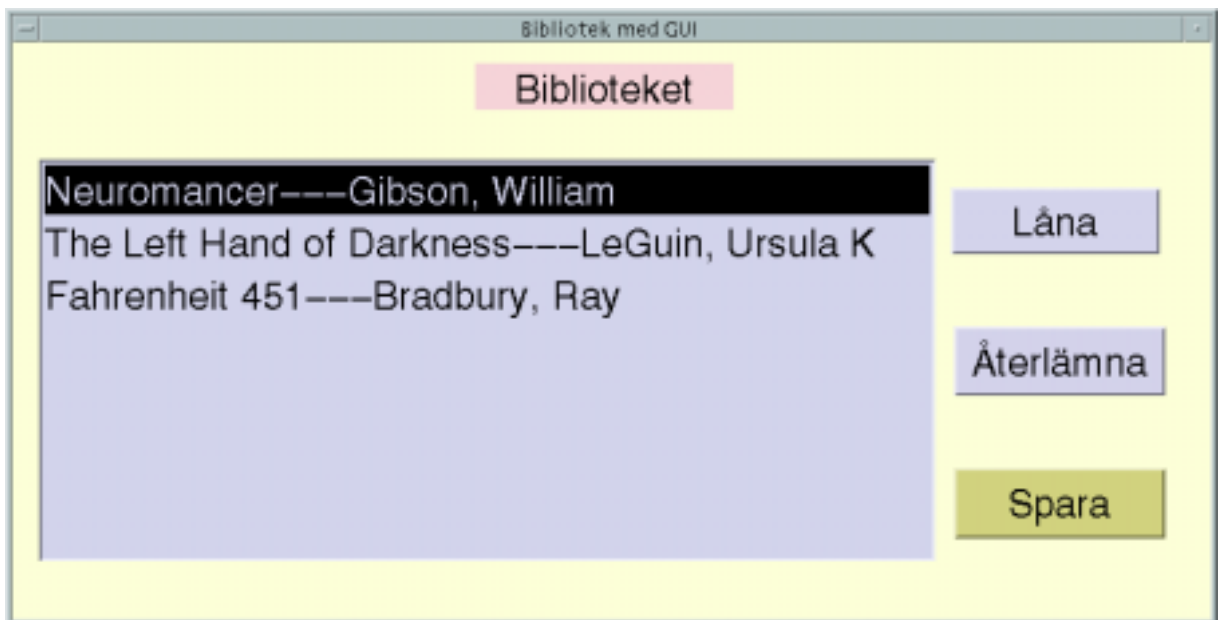 Bibliotek med GUI
Biblioteket
Neuromancer---Gibson, William
The Left Hand of Darkness---LeGuin, Ursula K
Fahrenheit 451---Bradbury, Ray
Låna
Återlämna
Spara